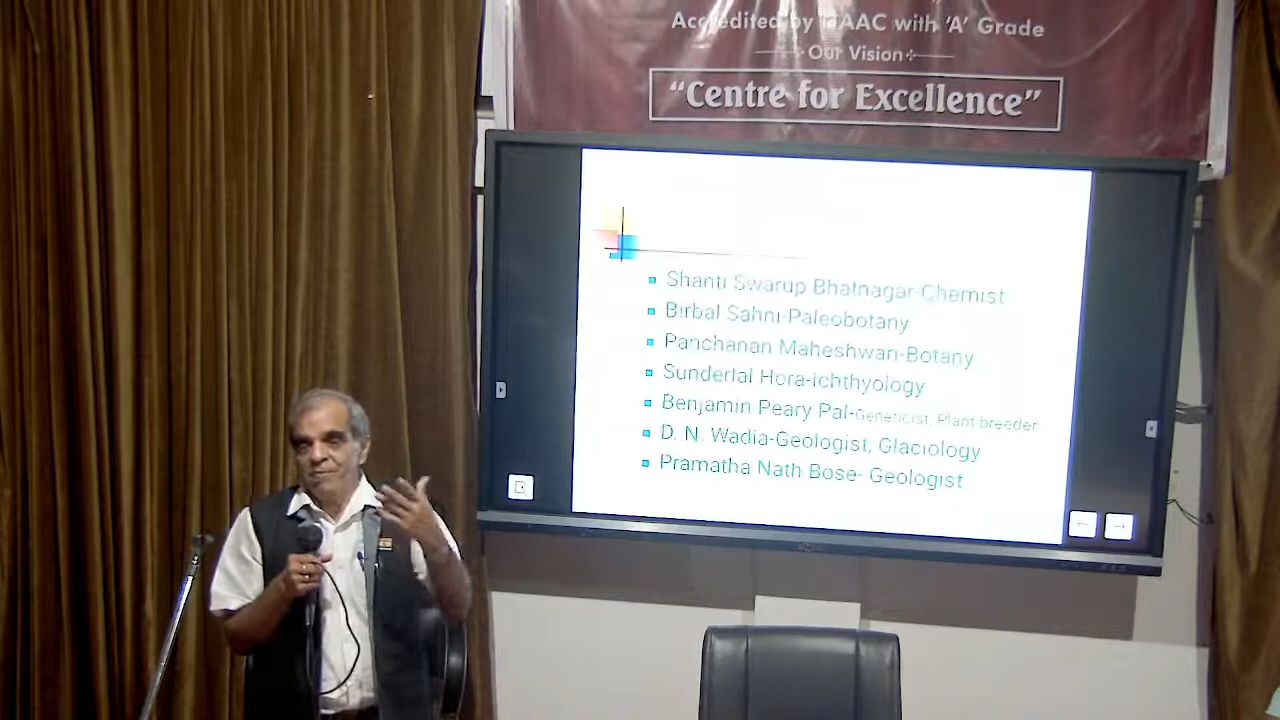 Accredited by NAAC with 'A' Grade
Our Vision
"Centre for Excellence"
Shanti Swarup Bhatnagar-Chemist
Birbal Sahni-Paleobotany
Panchanan Maheshwari-Botany
Sunderlal Hora-Ichthyology
Benjamin Peary Pal-Geneticist, Plant breeder
D. N. Wadia-Geologist, Glaciology
Pramatha Nath Bose- Geologist